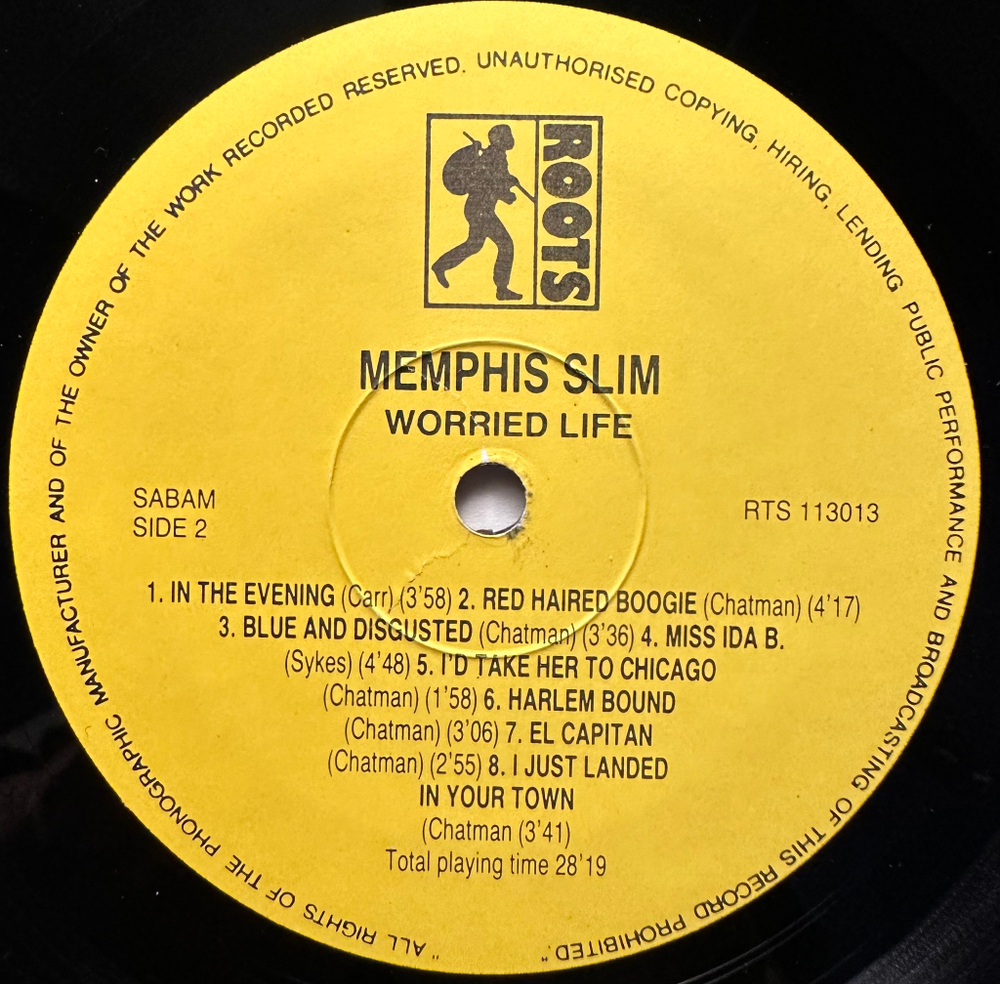 "ALL RIGHTS OF THE PHONOGRAPHIC MANUFACTURER AND OF THE OWNER OF THE WORK RECORDED RESERVED. UNAUTHORISED COPYING, HIRING, LENDING PUBLIC PERFORMANCE AND BROADCASTING OF THIS RECORD PROHIBITED."
ROOTS
MEMPHIS SLIM
WORRIED LIFE
SABAM
SIDE 2
RTS 113013
1. IN THE EVENING (Carr) (3'58) 2. RED HAIRED BOOGIE (Chatman) (4'17)
3. BLUE AND DISGUSTED (Chatman) (3'36) 4. MISS IDA B.
(Sykes) (4'48) 5. I'D TAKE HER TO CHICAGO
(Chatman) (1'58) 6. HARLEM BOUND
(Chatman) (3'06) 7. EL CAPITAN
(Chatman) (2'55) 8. I JUST LANDED
IN YOUR TOWN
(Chatman (3'41)
Total playing time 28'19